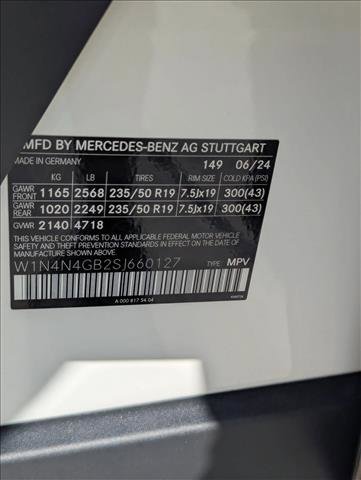 MFD BY MERCEDES-BENZ AG STUTTGART
MADE IN GERMANY 149 06/24
KG LB TIRES RIMS COLD KPA (PSI)
GAWR FRONT 1165 2568 235/50 R19 7.5Jx19 300(43)
GAWR REAR 1020 2249 235/50 R19 7.5Jx19 300(43)
GVWR 2140 4718
THIS VEHICLE CONFORMS TO ALL APPLICABLE U.S. FEDERAL MOTOR
VEHICLE SAFETY AND THEFT PREVENTION STANDARDS IN EFFECT ON THE DATE
OF MANUFACTURE SHOWN ABOVE.
W1N4N4GB2SJ660127 TYPE: MPV
A 000 817 54 04